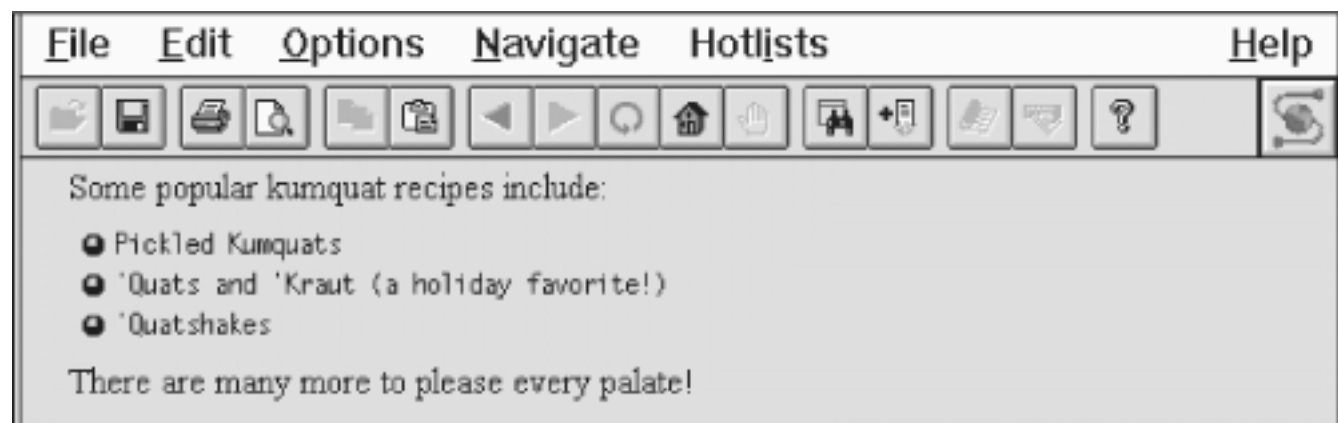 File Edit Options Navigate Hotlists Help
Some popular kumquat recipes include:
Pickled Kumquats
'Quats and 'Kraut (a holiday favorite!)
'Quatshakes
There are many more to please every palate!